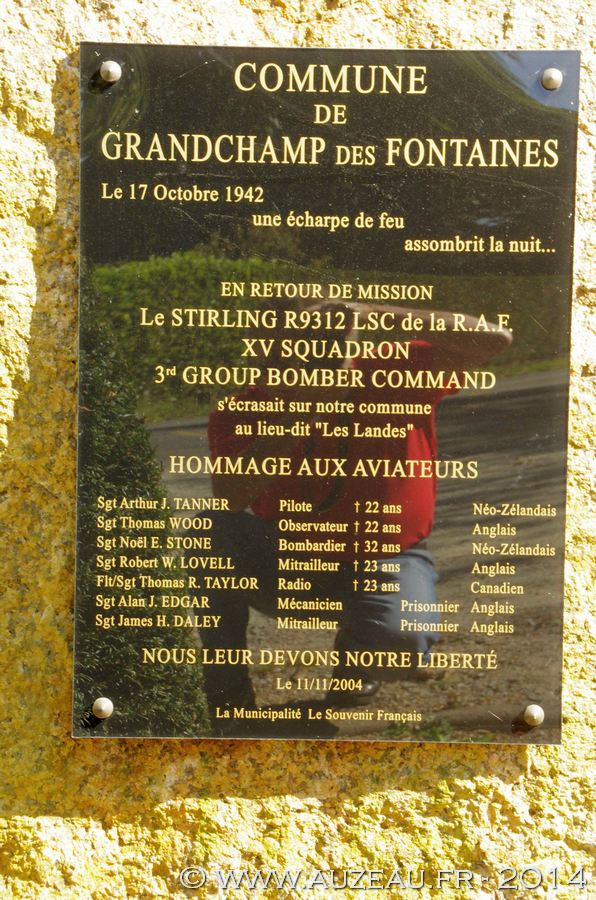 COMMUNE
DE
GRANDCHAMP DES FONTAINES
Le 17 Octobre 1942
une écharpe de feu
assombrit la nuit...
EN RETOUR DE MISSION
Le STIRLING R9312 LSC de la R.A.F.
XV SQUADRON
3rd GROUP BOMBER COMMAND
s'écrasait sur notre commune
au lieu-dit "Les Landes"
HOMMAGE AUX AVIATEURS
Sgt Arthur J. TANNER Pilote † 22 ans Néo-Zélandais
Sgt Thomas WOOD Observateur † 22 ans Anglais
Sgt Noël E. STONE Bombardier † 32 ans Néo-Zélandais
Sgt Robert W. LOVELL Mitrailleur † 23 ans Anglais
Flt/Sgt Thomas R. TAYLOR Radio † 23 ans Canadien
Sgt Alan J. EDGAR Mécanicien Prisonnier Anglais
Sgt James H. DALEY Mitrailleur Prisonnier Anglais
NOUS LEUR DEVONS NOTRE LIBERTÉ
Le 11/11/2004
La Municipalité Le Souvenir Français
© WWW.AUZEAU.FR - 2014